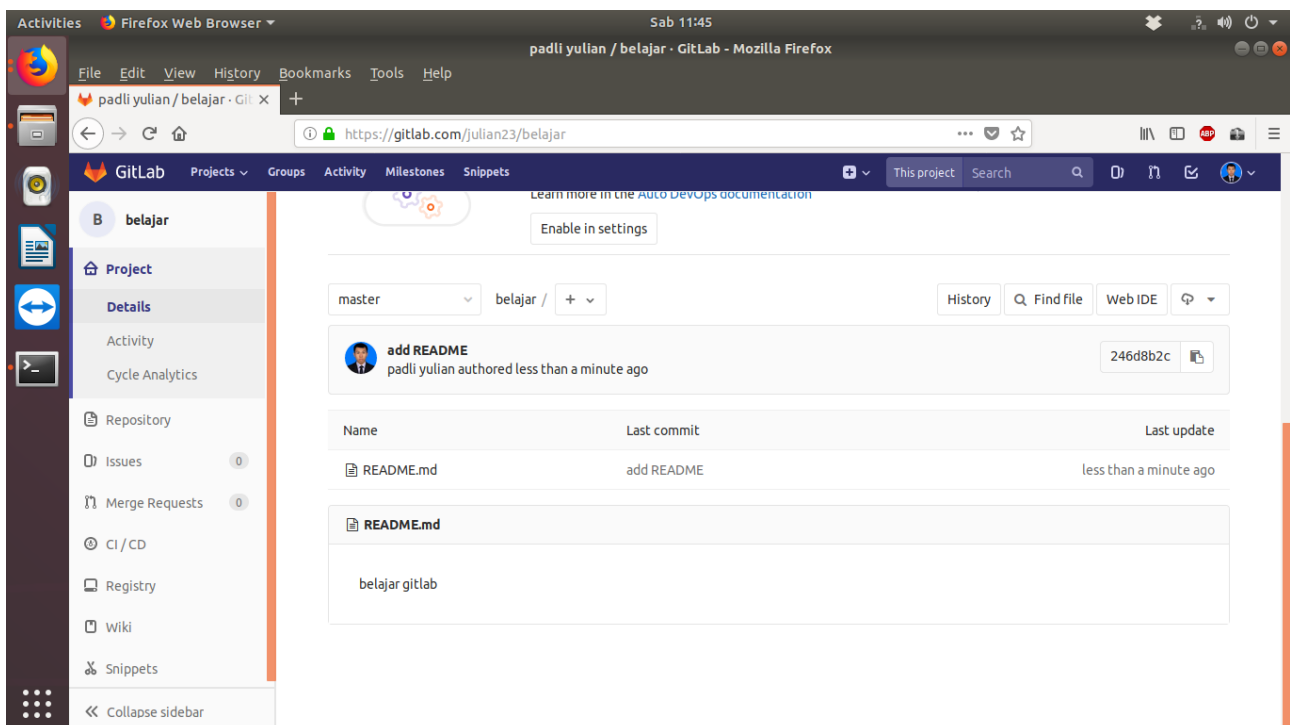 Activities Firefox Web Browser Sab 11:45
padli yulian / belajar · GitLab - Mozilla Firefox
File Edit View History Bookmarks Tools Help
padli yulian / belajar · Git
https://gitlab.com/julian23/belajar
GitLab Projects Groups Activity Milestones Snippets This project Search
B belajar
Project
Details
Activity
Cycle Analytics
Repository
Issues 0
Merge Requests 0
CI / CD
Registry
Wiki
Snippets
Collapse sidebar
Learn more in the Auto DevOps documentation
Enable in settings
master belajar / + History Find file Web IDE
add README
padli yulian authored less than a minute ago
246d8b2c
Name Last commit Last update
README.md add README less than a minute ago
README.md
belajar gitlab